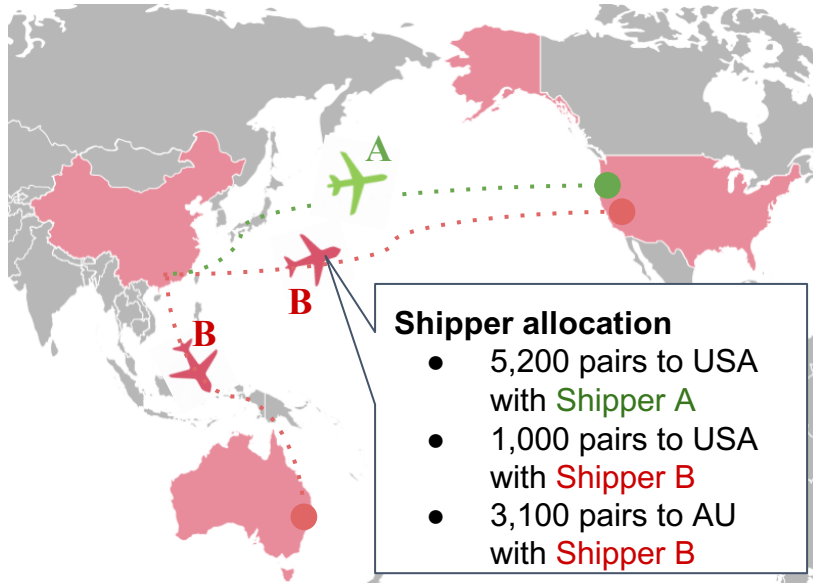 A
B
B
Shipper allocation
● 5,200 pairs to USA
with Shipper A
● 1,000 pairs to USA
with Shipper B
● 3,100 pairs to AU
with Shipper B